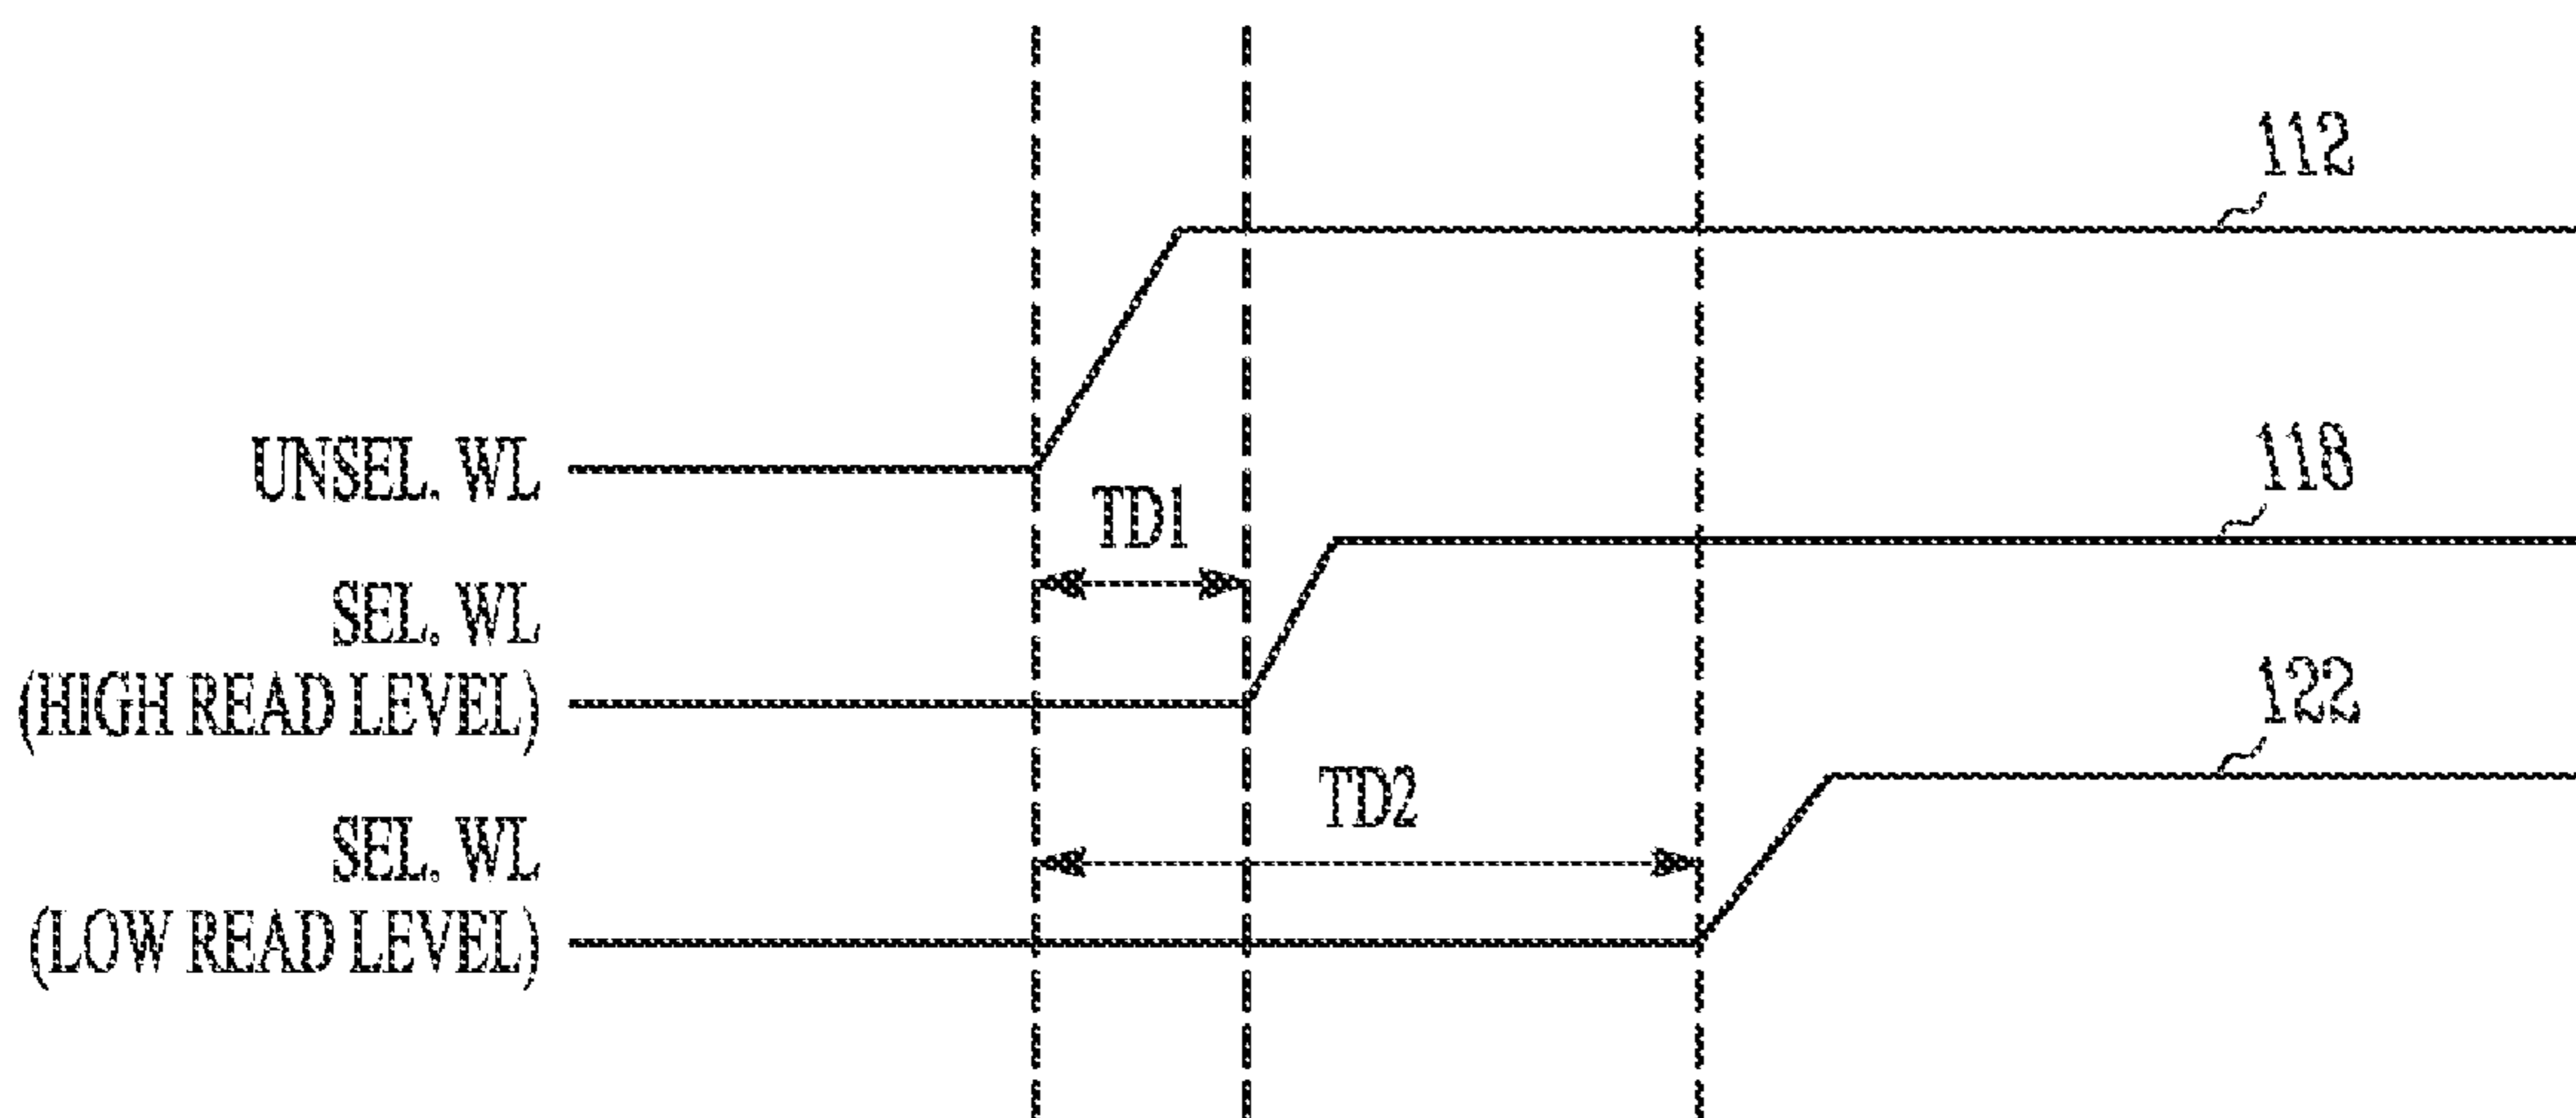 112
UNSEL. WL
118
TD1
SEL. WL
(HIGH READ LEVEL)
122
TD2
SEL. WL
(LOW READ LEVEL)